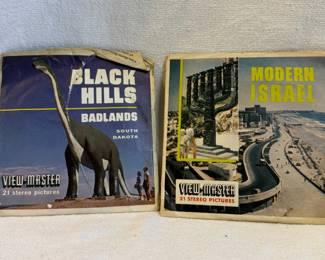 BLACK
HILLS
BADLANDS
SOUTH
DAKOTA
VIEW-MASTER
21 stereo pictures
MODERN
ISRAEL
VIEW-MASTER
21 STEREO PICTURES